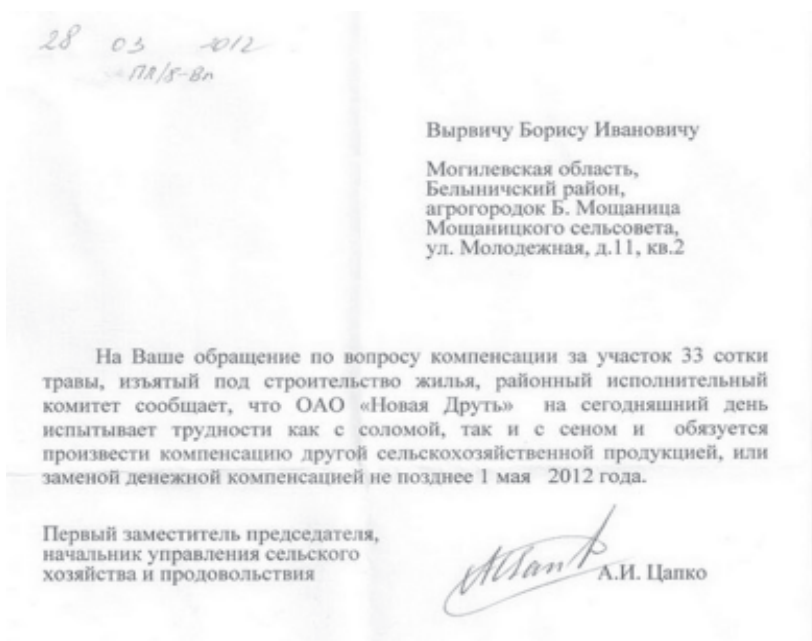 28 03 2012
Вырвичу Борису Ивановичу
Могилевская область,
Белыничский район,
агрогородок Б. Мощаница
Мощаницкого сельсовета,
ул. Молодежная, д.11, кв.2
На Ваше обращение по вопросу компенсации за участок 33 сотки
травы, изъятый под строительство жилья, районный исполнительный
комитет сообщает, что ОАО «Новая Друть» на сегодняшний день
испытывает трудности как с соломой, так и с сеном и обязуется
произвести компенсацию другой сельскохозяйственной продукцией, или
заменой денежной компенсацией не позднее 1 мая 2012 года.
Первый заместитель председателя,
начальник управления сельского
хозяйства и продовольствия
А.И. Цапко